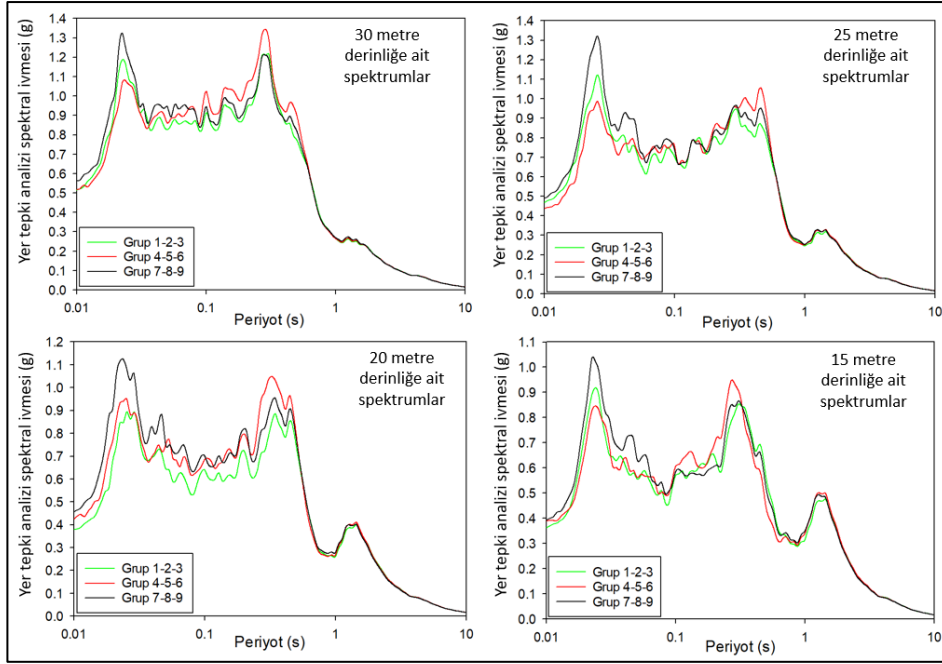 Yer tepki analizi spektral ivmesi (g)
1.4
1.3
1.2
1.1
1.0
0.9
0.8
0.7
0.6
0.5
0.4
0.3
0.2
0.1
0.0
30 metre
derinliğe ait
spektrumlar
Grup 1-2-3
Grup 4-5-6
Grup 7-8-9
0.01 0.1 1 10
Periyot (s)
Yer tepki analizi spektral ivmesi (g)
1.4
1.3
1.2
1.1
1.0
0.9
0.8
0.7
0.6
0.5
0.4
0.3
0.2
0.1
0.0
25 metre
derinliğe ait
spektrumlar
Grup 1-2-3
Grup 4-5-6
Grup 7-8-9
0.01 0.1 1 10
Periyot (s)
Yer tepki analizi spektral ivmesi (g)
1.2
1.1
1.0
0.9
0.8
0.7
0.6
0.5
0.4
0.3
0.2
0.1
0.0
20 metre
derinliğe ait
spektrumlar
Grup 1-2-3
Grup 4-5-6
Grup 7-8-9
0.01 0.1 1 10
Periyot (s)
Yer tepki analizi spektral ivmesi (g)
1.1
1.0
0.9
0.8
0.7
0.6
0.5
0.4
0.3
0.2
0.1
0.0
15 metre
derinliğe ait
spektrumlar
Grup 1-2-3
Grup 4-5-6
Grup 7-8-9
0.01 0.1 1 10
Periyot (s)